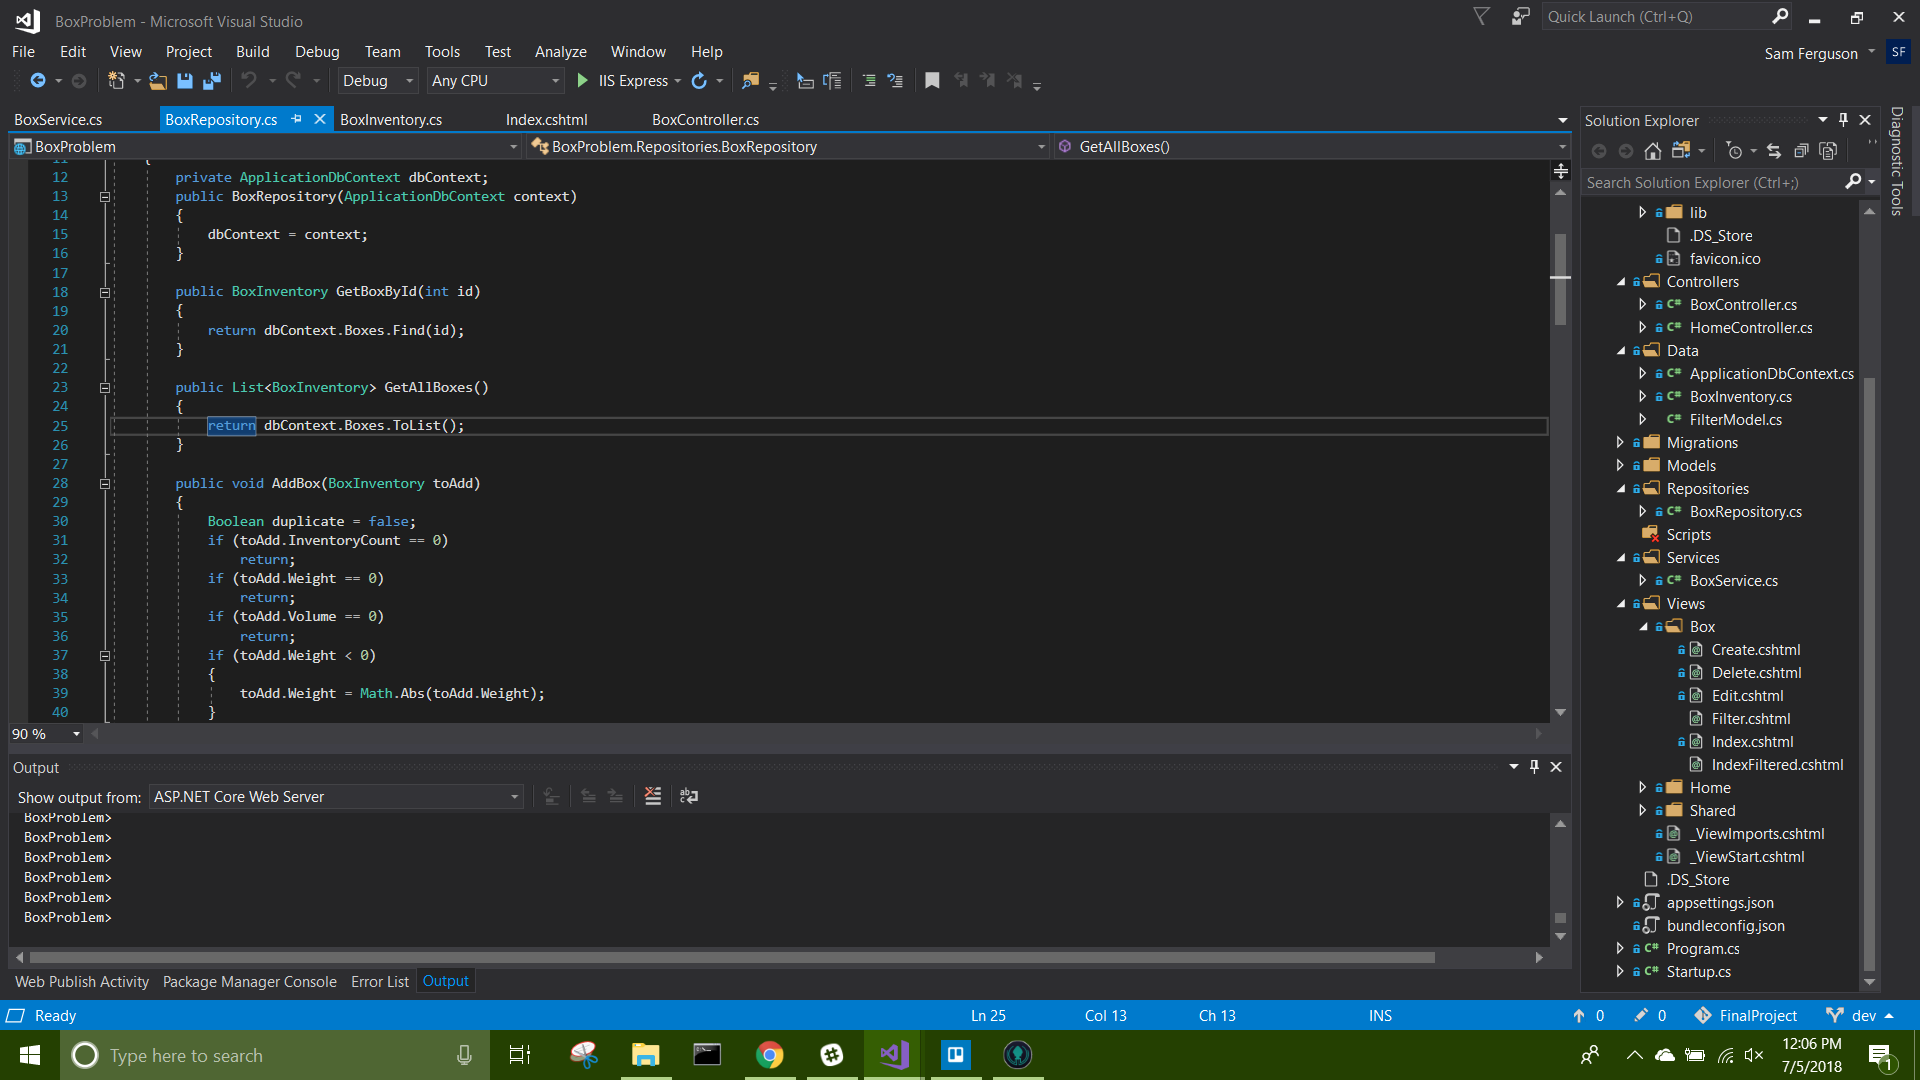 BoxProblem - Microsoft Visual Studio
Quick Launch (Ctrl+Q)
File Edit View Project Build Debug Team Tools Test Analyze Window Help
Sam Ferguson SF
Debug Any CPU IIS Express
BoxService.cs BoxRepository.cs BoxInventory.cs Index.cshtml BoxController.cs
BoxProblem BoxProblem.Repositories.BoxRepository GetAllBoxes()
11 {
12 private ApplicationDbContext dbContext;
13 public BoxRepository(ApplicationDbContext context)
14 {
15 dbContext = context;
16 }
17
18 public BoxInventory GetBoxById(int id)
19 {
20 return dbContext.Boxes.Find(id);
21 }
22
23 public List<BoxInventory> GetAllBoxes()
24 {
25 return dbContext.Boxes.ToList();
26 }
27
28 public void AddBox(BoxInventory toAdd)
29 {
30 Boolean duplicate = false;
31 if (toAdd.InventoryCount == 0)
32 return;
33 if (toAdd.Weight == 0)
34 return;
35 if (toAdd.Volume == 0)
36 return;
37 if (toAdd.Weight < 0)
38 {
39 toAdd.Weight = Math.Abs(toAdd.Weight);
40 }
90 %
Output
Show output from: ASP.NET Core Web Server
BoxProblem>
BoxProblem>
BoxProblem>
BoxProblem>
BoxProblem>
BoxProblem>
Web Publish Activity Package Manager Console Error List Output
Solution Explorer
Search Solution Explorer (Ctrl+;)
lib
.DS_Store
favicon.ico
Controllers
C# BoxController.cs
C# HomeController.cs
Data
C# ApplicationDbContext.cs
C# BoxInventory.cs
C# FilterModel.cs
Migrations
Models
Repositories
C# BoxRepository.cs
Scripts
Services
C# BoxService.cs
Views
Box
Create.cshtml
Delete.cshtml
Edit.cshtml
Filter.cshtml
Index.cshtml
IndexFiltered.cshtml
Home
Shared
_ViewImports.cshtml
_ViewStart.cshtml
.DS_Store
appsettings.json
bundleconfig.json
C# Program.cs
C# Startup.cs
Diagnostic Tools
Ready Ln 25 Col 13 Ch 13 INS 0 0 FinalProject dev
Type here to search
12:06 PM
7/5/2018
1